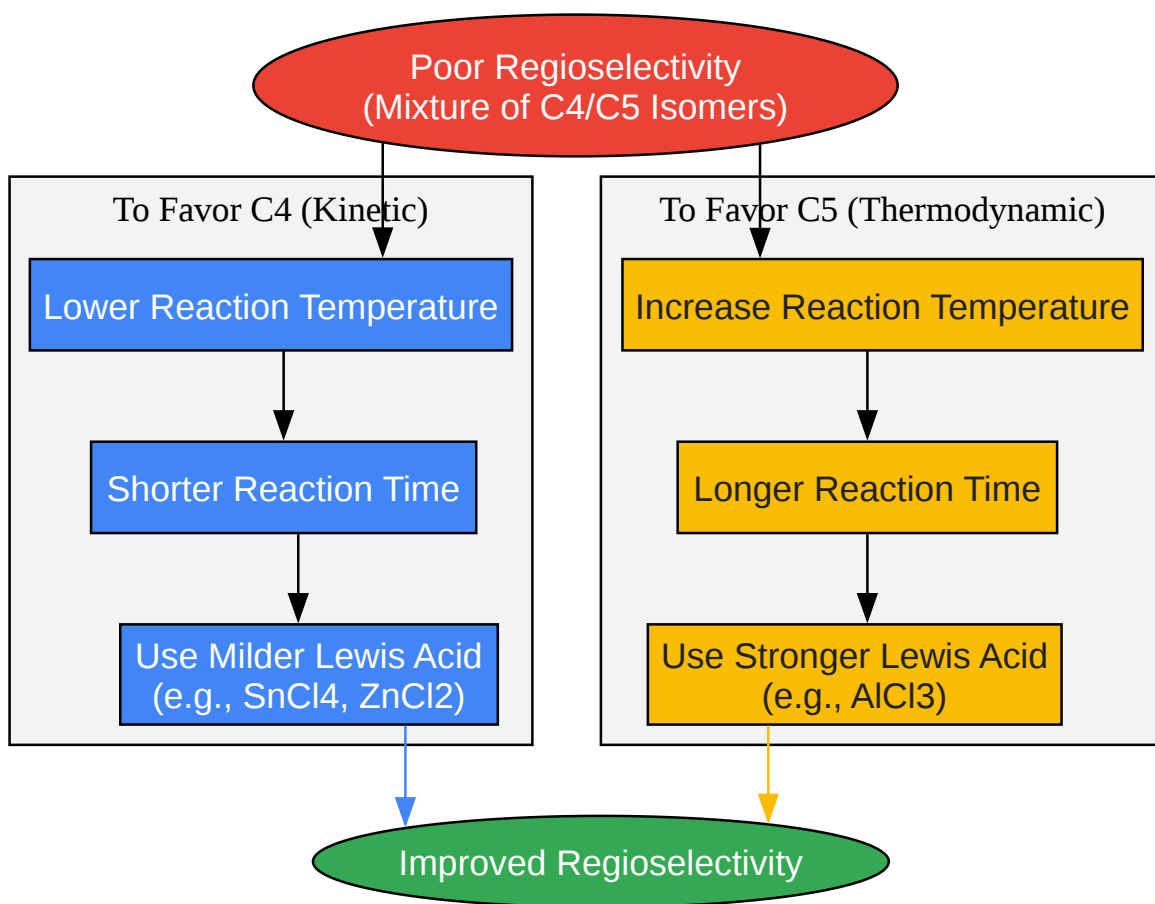 Poor Regioselectivity
(Mixture of C4/C5 Isomers)
To Favor C4 (Kinetic)
Lower Reaction Temperature
Shorter Reaction Time
Use Milder Lewis Acid
(e.g., SnCl4, ZnCl2)
To Favor C5 (Thermodynamic)
Increase Reaction Temperature
Longer Reaction Time
Use Stronger Lewis Acid
(e.g., AlCl3)
Improved Regioselectivity